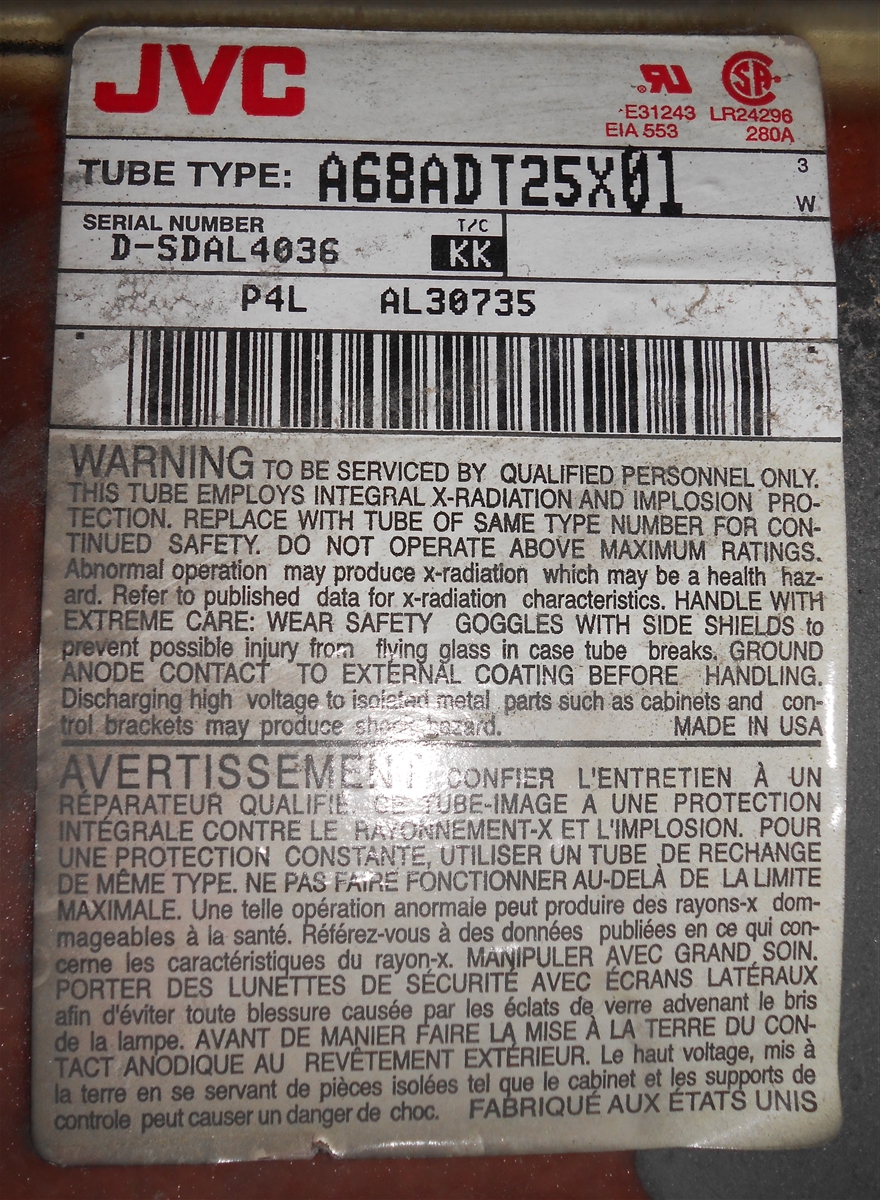 JVC
E31243 LR24296
EIA 553 280A
TUBE TYPE: A68ADT25X01 3
W
SERIAL NUMBER T/C
D-SDAL4036 KK
P4L AL30735
WARNING TO BE SERVICED BY QUALIFIED PERSONNEL ONLY.
THIS TUBE EMPLOYS INTEGRAL X-RADIATION AND IMPLOSION PRO-
TECTION. REPLACE WITH TUBE OF SAME TYPE NUMBER FOR CON-
TINUED SAFETY. DO NOT OPERATE ABOVE MAXIMUM RATINGS.
Abnormal operation may produce x-radiation which may be a health haz-
ard. Refer to published data for x-radiation characteristics. HANDLE WITH
EXTREME CARE: WEAR SAFETY GOGGLES WITH SIDE SHIELDS to
prevent possible injury from flying glass in case tube breaks. GROUND
ANODE CONTACT TO EXTERNAL COATING BEFORE HANDLING.
Discharging high voltage to isolated metal parts such as cabinets and con-
trol brackets may produce shock hazard. MADE IN USA
AVERTISSEMENT CONFIER L'ENTRETIEN À UN
RÉPARATEUR QUALIFIÉ. CE TUBE-IMAGE A UNE PROTECTION
INTÉGRALE CONTRE LE RAYONNEMENT-X ET L'IMPLOSION. POUR
UNE PROTECTION CONSTANTE, UTILISER UN TUBE DE RECHANGE
DE MÊME TYPE. NE PAS FAIRE FONCTIONNER AU-DELÀ DE LA LIMITE
MAXIMALE. Une telle opération anormale peut produire des rayons-x dom-
mageables à la santé. Référez-vous à des données publiées en ce qui con-
cerne les caractéristiques du rayon-x. MANIPULER AVEC GRAND SOIN.
PORTER DES LUNETTES DE SÉCURITÉ AVEC ÉCRANS LATÉRAUX
afin d'éviter toute blessure causée par les éclats de verre advenant le bris
de la lampe. AVANT DE MANIER FAIRE LA MISE À LA TERRE DU CON-
TACT ANODIQUE AU REVÊTEMENT EXTÉRIEUR. Le haut voltage, mis à
la terre en se servant de pièces isolées tel que le cabinet et les supports de
controle peut causer un danger de choc. FABRIQUÉ AUX ÉTATS UNIS